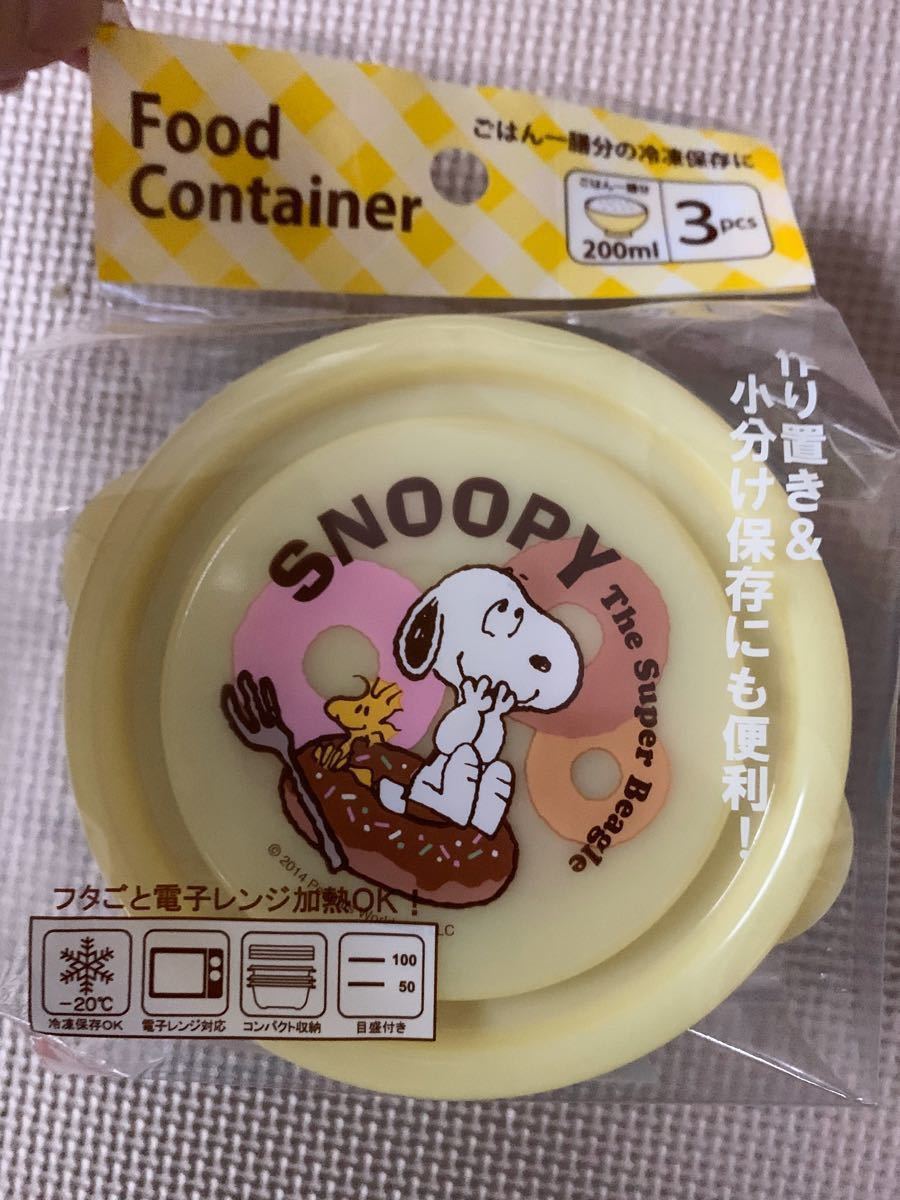 Food
Container
ごはん一膳分の冷凍保存に
ごはん一膳分
200ml
3pcs
作り置き&
小分け保存にも便利!
SNOOPY
The Super Beagle
© 2014 P
LC
フタごと電子レンジ加熱OK!
-20℃
冷凍保存OK
電子レンジ対応
コンパクト収納
100
50
目盛付き